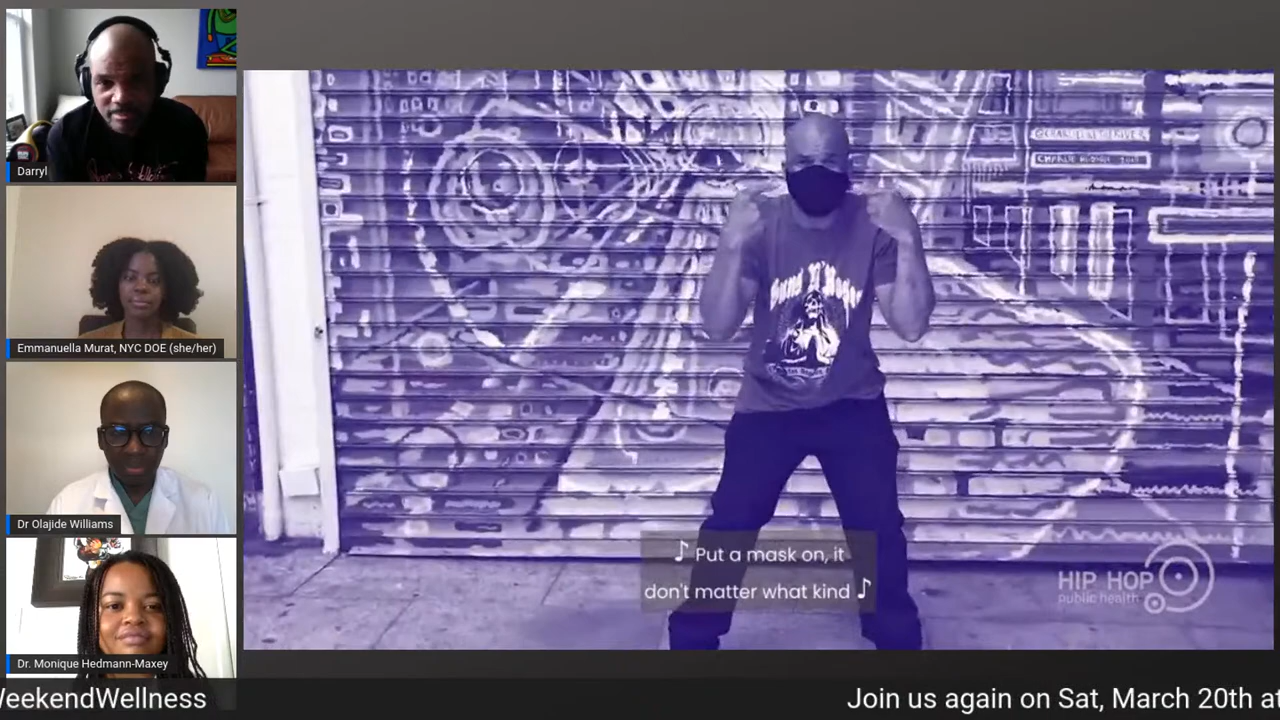 Darryl
Emmanuella Murat, NYC DOE (she/her)
Dr Olajide Williams
Dr. Monique Hedmann-Maxey
♪ Put a mask on, it
don't matter what kind ♪
HIP HOP
public health
WeekendWellness
Join us again on Sat, March 20th at